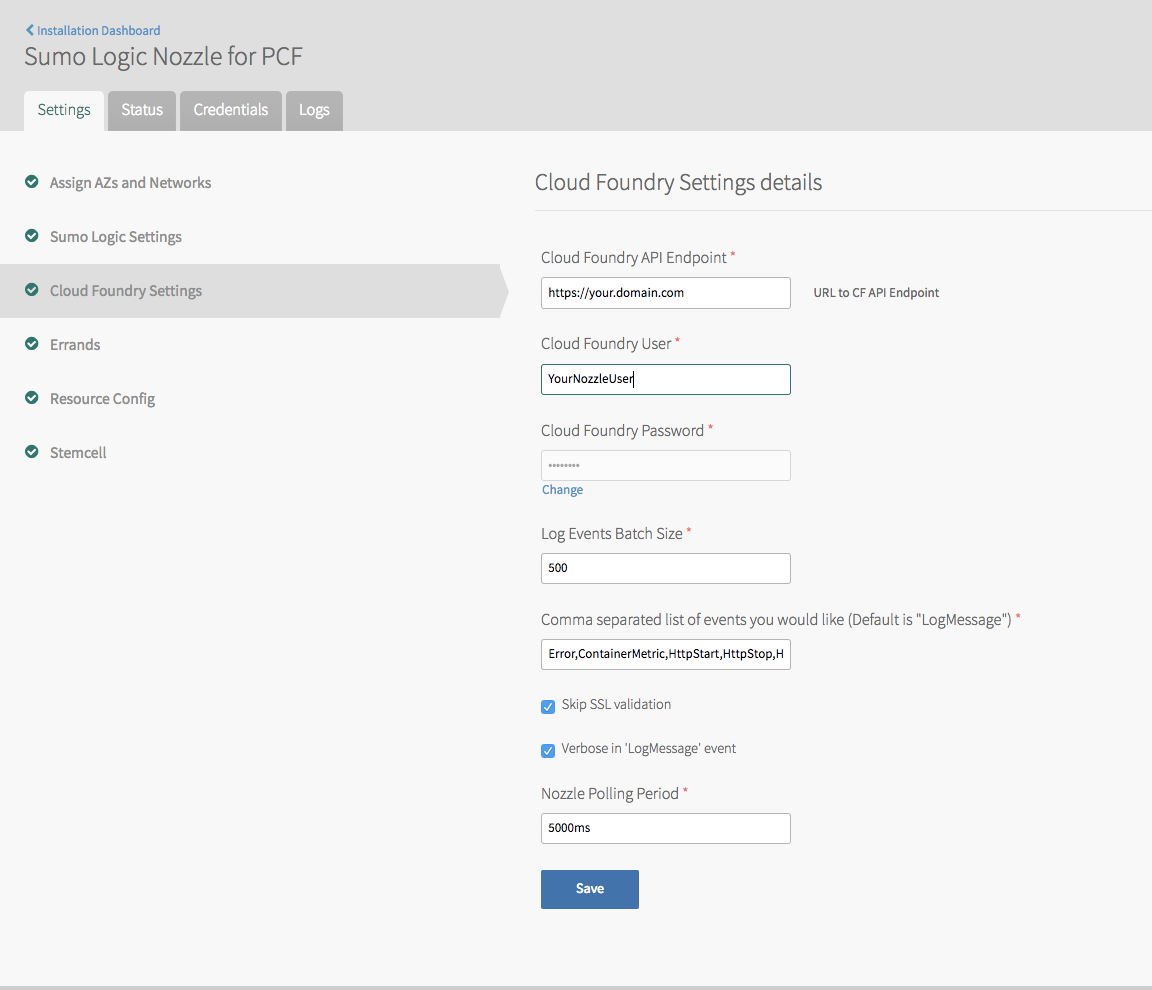 Installation Dashboard
Sumo Logic Nozzle for PCF
Settings
Status
Credentials
Logs
Assign AZs and Networks
Sumo Logic Settings
Cloud Foundry Settings
Errands
Resource Config
Stemcell
Cloud Foundry Settings details
Cloud Foundry API Endpoint *
https://your.domain.com
URL to CF API Endpoint
Cloud Foundry User *
YourNozzleUser
Cloud Foundry Password *
••••••••
Change
Log Events Batch Size *
500
Comma separated list of events you would like (Default is "LogMessage") *
Error,ContainerMetric,HttpStart,HttpStop,H
Skip SSL validation
Verbose in 'LogMessage' event
Nozzle Polling Period *
5000ms
Save